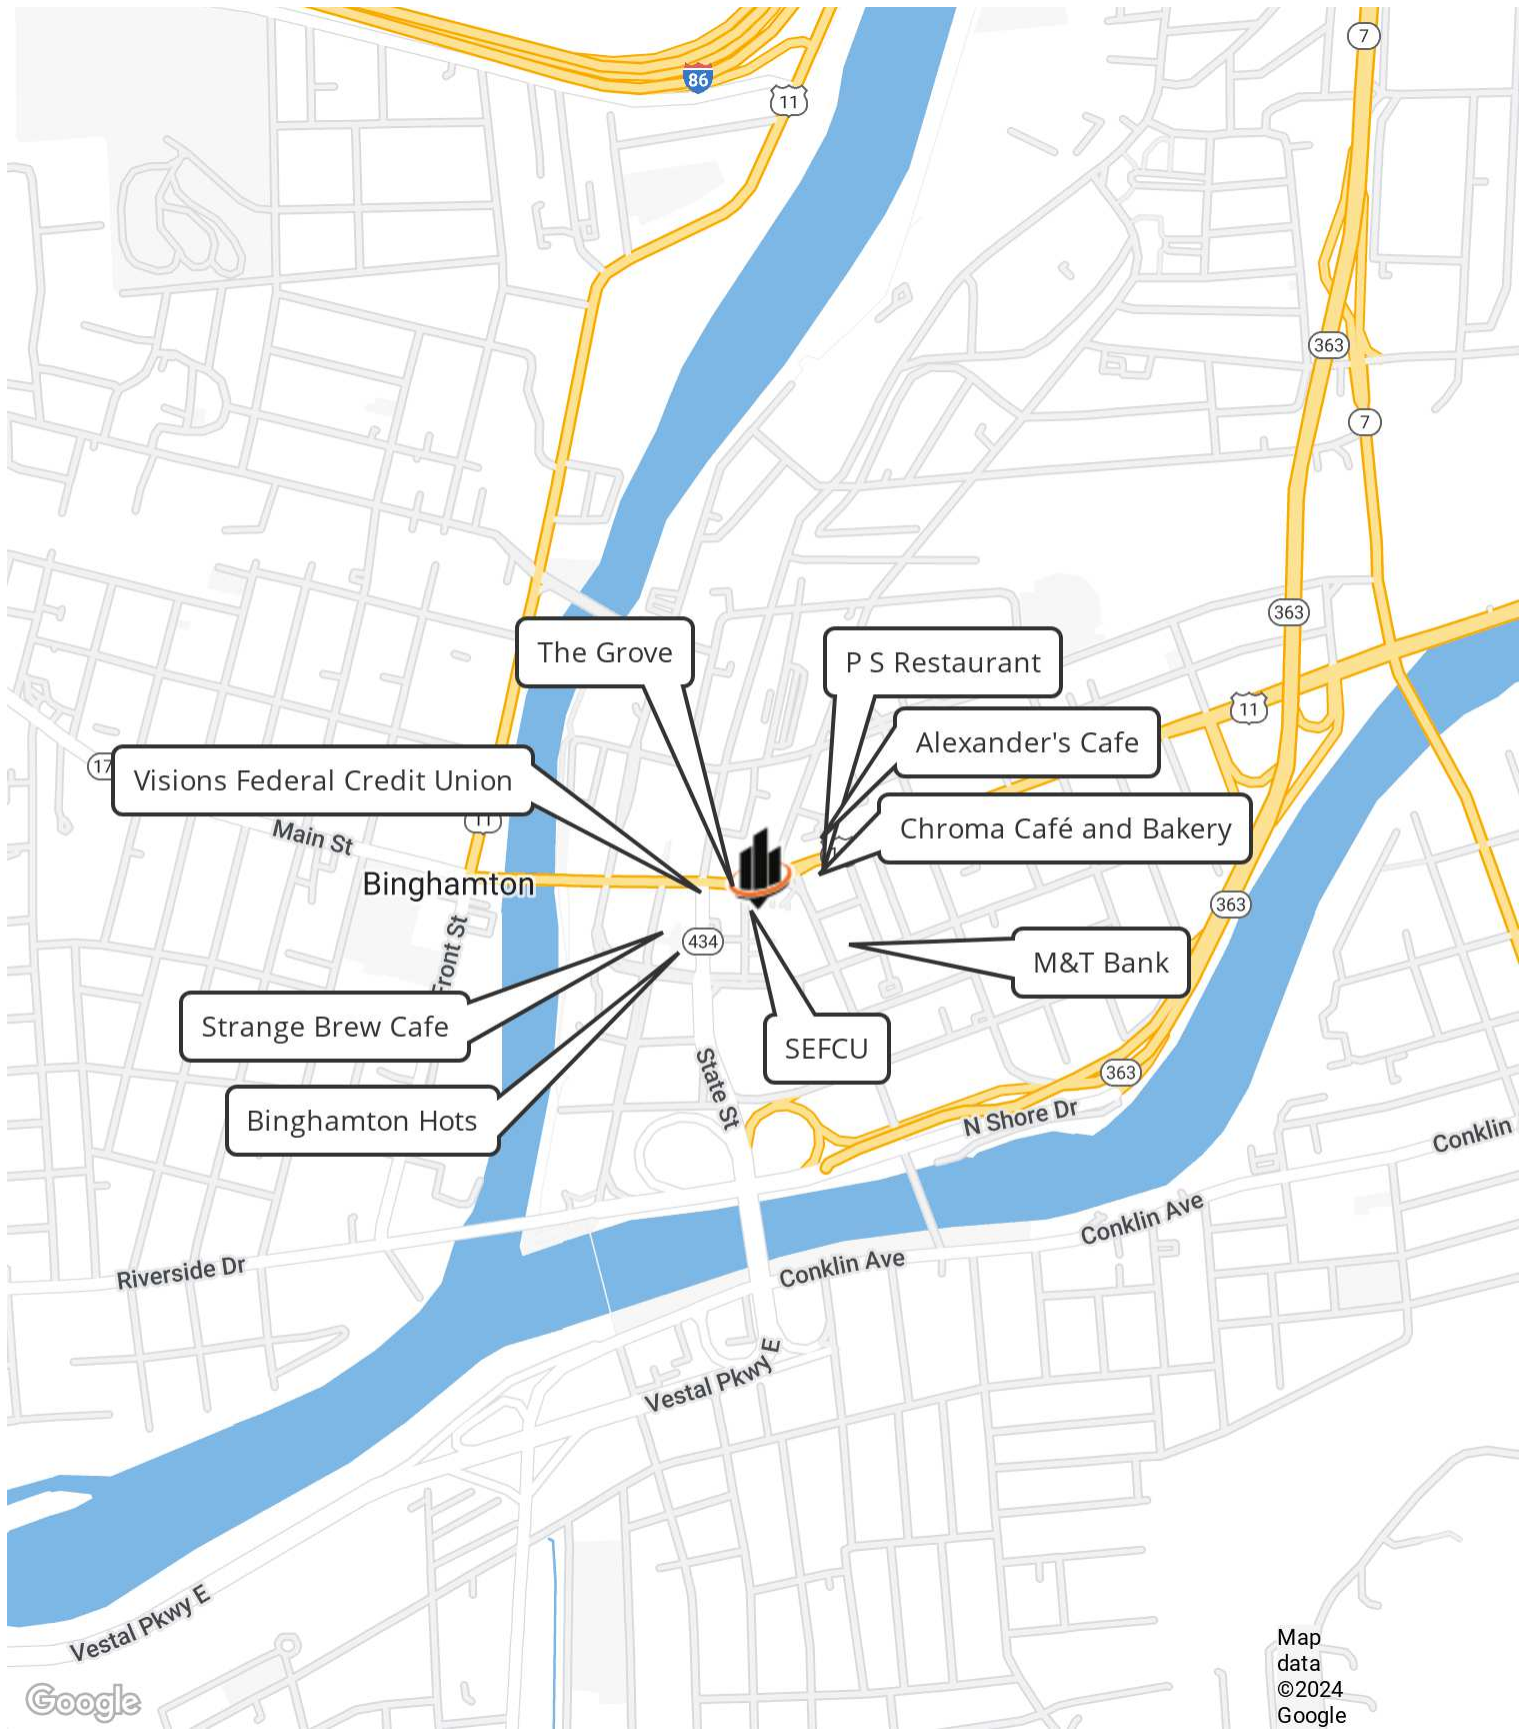 7
86
11
363
7
363
The Grove
P S Restaurant
11
Alexander's Cafe
17
Visions Federal Credit Union
11
Main St
Chroma Café and Bakery
Binghamton
363
Front St
434
M&T Bank
Strange Brew Cafe
SEFCU
State St
363
Binghamton Hots
N Shore Dr
Conklin
Conklin Ave
Riverside Dr
Conklin Ave
Vestal Pkwy E
Vestal Pkwy E
Map
data
©2024
Google
Google